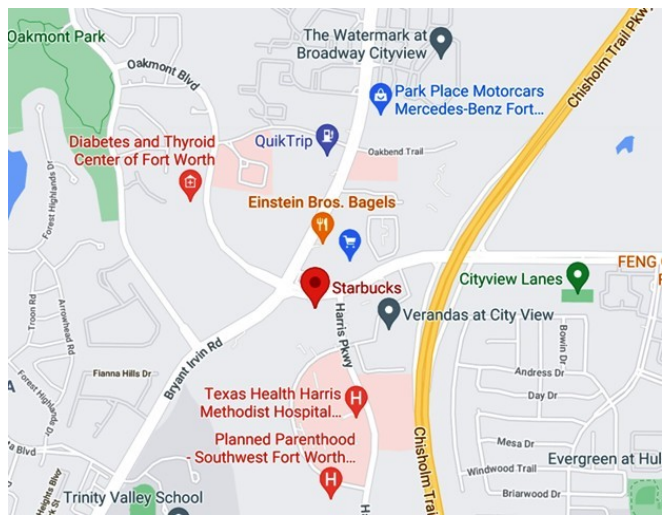 Oakmont Park
The Watermark at
Broadway Cityview
Oakmont Blvd
Chisholm Trail Pkwy
Park Place Motorcars
Mercedes-Benz Fort...
Diabetes and Thyroid
Center of Fort Worth
QuikTrip
Oakbend Trail
Forest Highlands Dr
Einstein Bros. Bagels
FENG
Starbucks
Cityview Lanes
Verandas at City View
Harris Pkwy
Troon Rd
Arrowhead Rd
Bryant Irvin Rd
Bowin Dr
Fianna Hills Dr
Andress Dr
Day Dr
Texas Health Harris
Methodist Hospital...
Planned Parenthood
- Southwest Fort Worth...
Chisholm Trail
Mesa Dr
Evergreen at Hul
Windwood Trail
Briarwood Dr
Blvd
Heights Blvd
Trinity Valley School